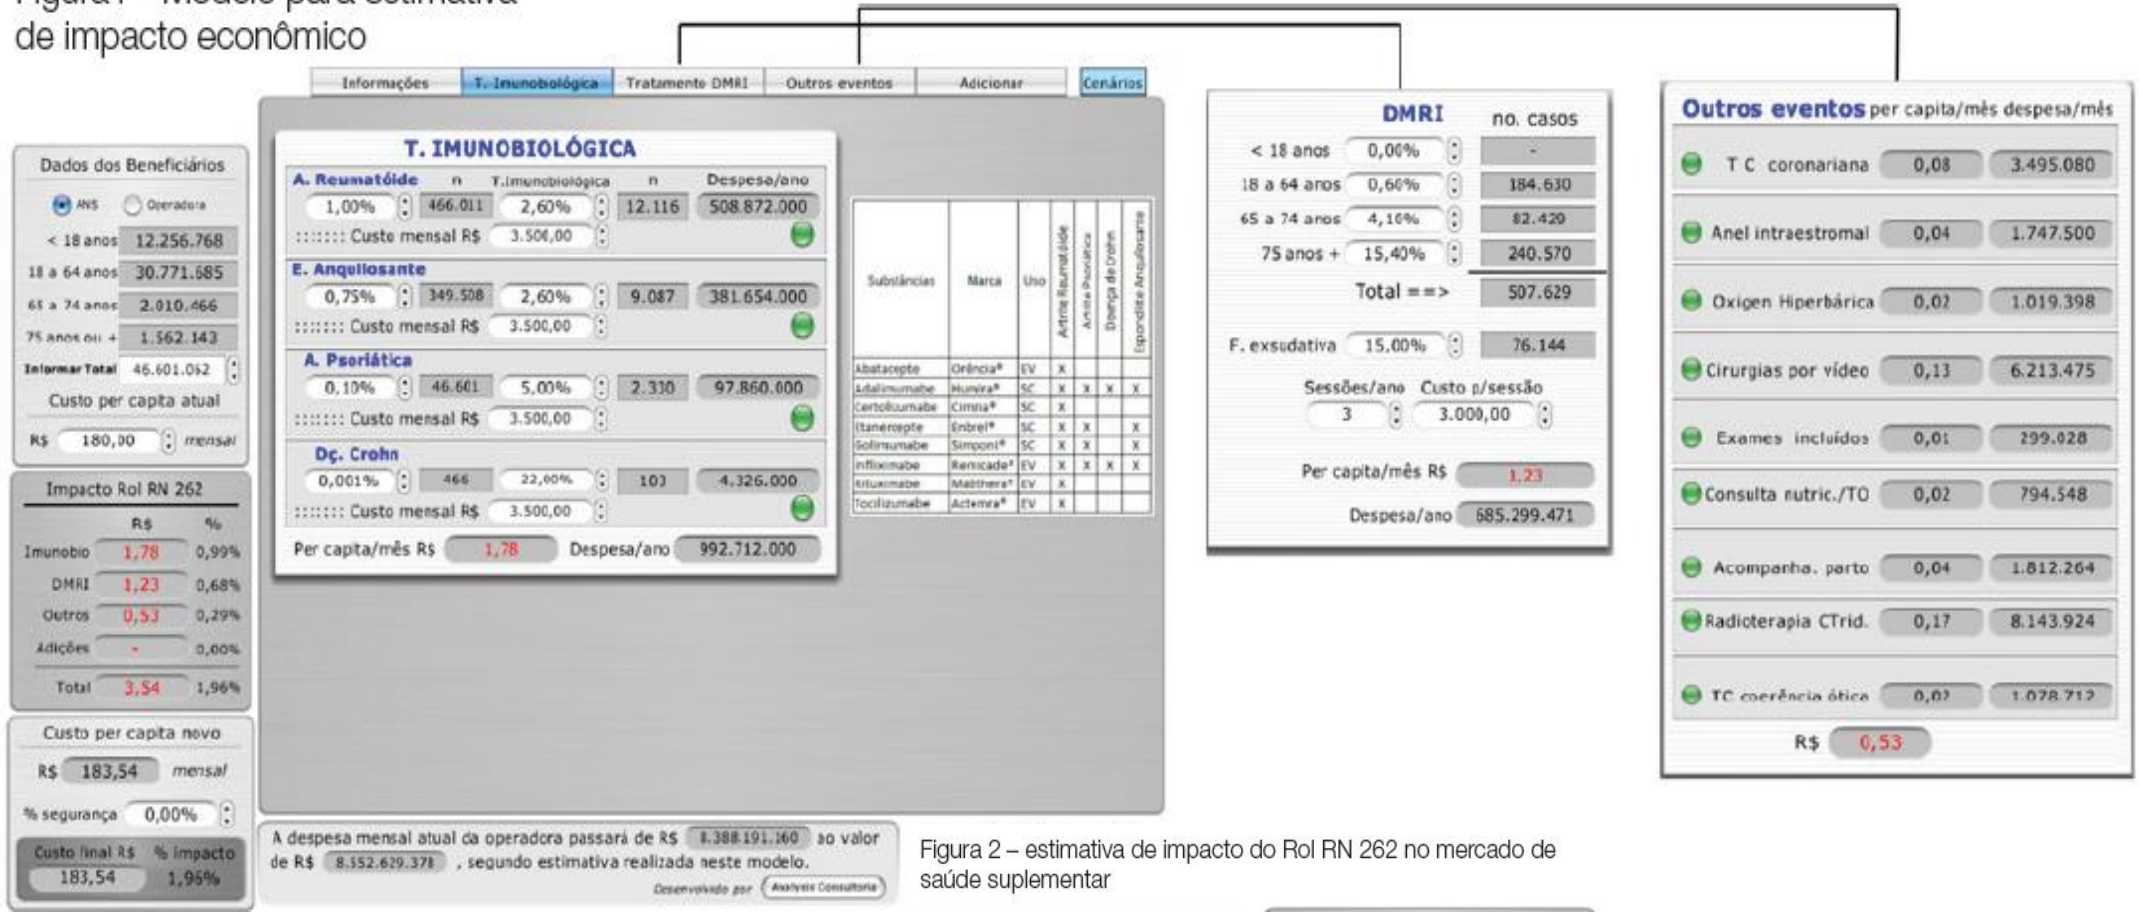 de impacto econômico
Informações T. Imunobiológica Tratamento DMRI Outros eventos Adicionar Cenários
Dados dos Beneficiários
ANS Operadora
< 18 anos 12.256.768
18 a 64 anos 30.771.685
65 a 74 anos 2.010.466
75 anos ou + 1.562.143
Informar Total 46.601.062
Custo per capita atual
R$ 180,00 mensal
Impacto Rol RN 262
R$ %
Imunobio 1,78 0,99%
DMRI 1,23 0,68%
Outros 0,53 0,29%
Adições - 0,00%
Total 3,54 1,96%
Custo per capita novo
R$ 183,54 mensal
% segurança 0,00%
Custo final R$ % impacto
183,54 1,96%
T. IMUNOBIOLÓGICA
A. Reumatóide n T.Imunobiológica n Despesa/ano
1,00% 466.011 2,60% 12.116 508.872.000
::::::: Custo mensal R$ 3.500,00
E. Anquilosante
0,75% 349.508 2,60% 9.087 381.654.000
::::::: Custo mensal R$ 3.500,00
A. Psoriática
0,10% 46.601 5,00% 2.330 97.860.000
::::::: Custo mensal R$ 3.500,00
Dç. Crohn
0,001% 466 22,00% 103 4.326.000
::::::: Custo mensal R$ 3.500,00
Per capita/mês R$ 1,78 Despesa/ano 992.712.000
Substâncias Marca Uso Artrite Reumatóide Artrite Psoriática Doença de Crohn Espondilite Anquilosante
Abatacepte Orência® EV X
Adalimumabe Humira® SC X X X X
Certolizumabe Cimzia® SC X
Etanercepte Enbrel® SC X X X
Golimumabe Simponi® SC X X X
Infliximabe Remicade® EV X X X X
Rituximabe Mabthera® EV X
Tocilizumabe Actemra® EV X
A despesa mensal atual da operadora passará de R$ 8.388.191.160 ao valor
de R$ 8.552.629.378 , segundo estimativa realizada neste modelo.
Desenvolvido por Analysis Consultoria
DMRI no. casos
< 18 anos 0,00% -
18 a 64 anos 0,60% 184.630
65 a 74 anos 4,10% 82.429
75 anos + 15,40% 240.570
Total ==> 507.629
F. exsudativa 15,00% 76.144
Sessões/ano Custo p/sessão
3 3.000,00
Per capita/mês R$ 1,23
Despesa/ano 685.299.471
Outros eventos per capita/mês despesa/mês
T C coronariana 0,08 3.495.080
Anel intraestromal 0,04 1.747.500
Oxigen Hiperbárica 0,02 1.019.398
Cirurgias por vídeo 0,13 6.213.475
Exames incluídos 0,01 299.028
Consulta nutric./TO 0,02 794.548
Acompanha. parto 0,04 1.812.264
Radioterapia CTrid. 0,17 8.143.924
TC coerência ótica 0,02 1.078.712
R$ 0,53
Figura 2 – estimativa de impacto do Rol RN 262 no mercado de
saúde suplementar